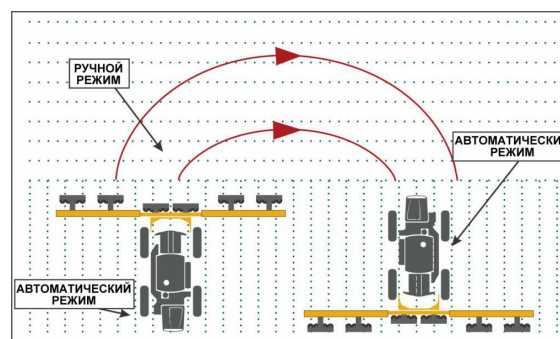 РУЧНОЙ
РЕЖИМ
АВТОМАТИЧЕСКИ
РЕЖИМ
АВТОМАТИЧЕСКИЙ
РЕЖИМ